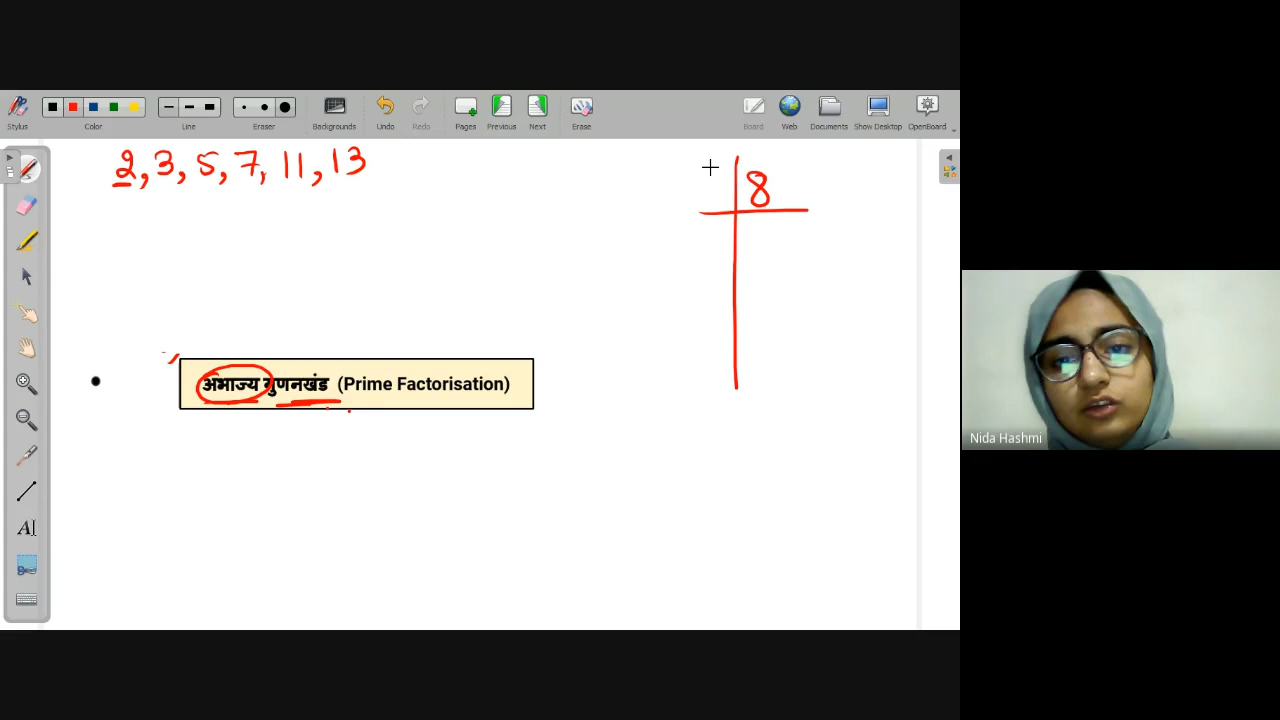 Stylus Color Line Eraser Backgrounds Undo Redo Pages Previous Next Erase Board Web Documents Show Desktop OpenBoard
2, 3, 5, 7, 11, 13
8
अभाज्य गुणनखंड (Prime Factorisation)
Nida Hashmi